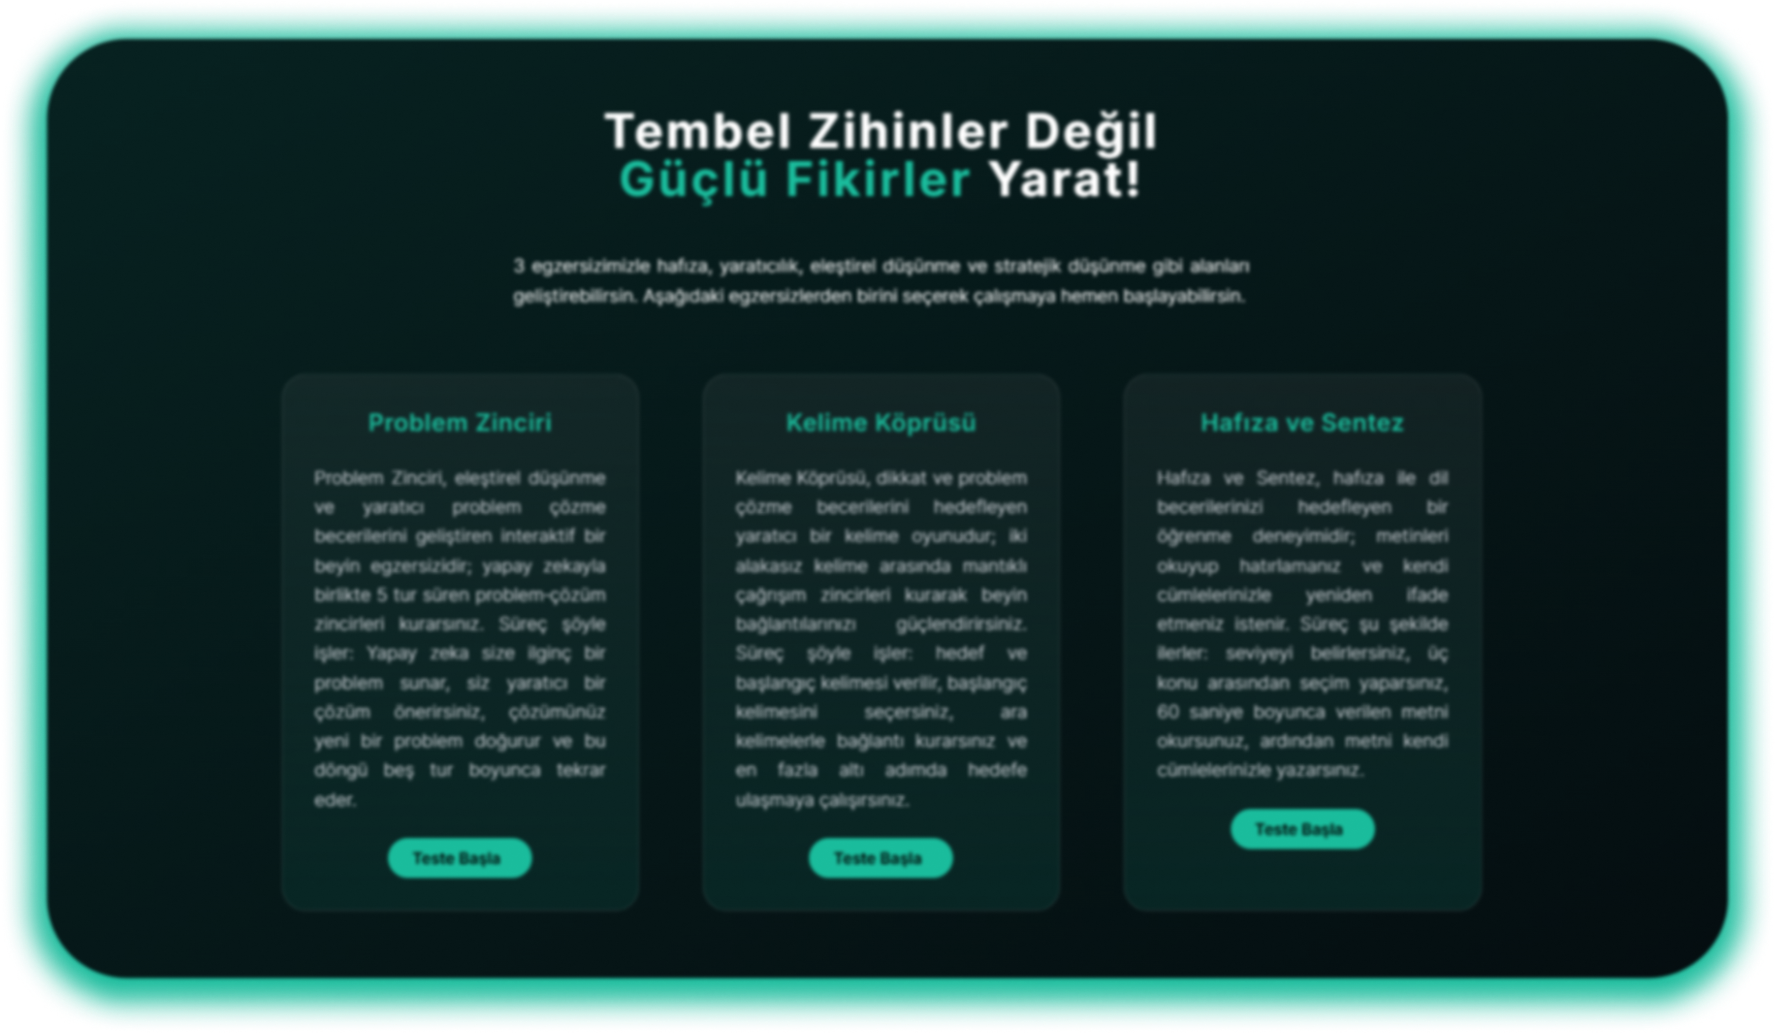 Tembel Zihinler Değil
Güçlü Fikirler Yarat!
3 egzersizimizle hafıza, yaratıcılık, eleştirel düşünme ve stratejik düşünme gibi alanları
geliştirebilirsin. Aşağıdaki egzersizlerden birini seçerek çalışmaya hemen başlayabilirsin.
Problem Zinciri
Problem Zinciri, eleştirel düşünme
ve yaratıcı problem çözme
becerilerini geliştiren interaktif bir
beyin egzersizidir; yapay zekayla
birlikte 5 tur süren problem-çözüm
zincirleri kurarsınız. Süreç şöyle
işler: Yapay zeka size ilginç bir
problem sunar, siz yaratıcı bir
çözüm önerirsiniz, çözümünüz
yeni bir problem doğurur ve bu
döngü beş tur boyunca tekrar
eder.
Teste Başla
Kelime Köprüsü
Kelime Köprüsü, dikkat ve problem
çözme becerilerini hedefleyen
yaratıcı bir kelime oyunudur; iki
alakasız kelime arasında mantıklı
çağrışım zincirleri kurarak beyin
bağlantılarınızı güçlendirirsiniz.
Süreç şöyle işler: hedef ve
başlangıç kelimesi verilir, başlangıç
kelimesini seçersiniz, ara
kelimelerle bağlantı kurarsınız ve
en fazla altı adımda hedefe
ulaşmaya çalışırsınız.
Teste Başla
Hafıza ve Sentez
Hafıza ve Sentez, hafıza ile dil
becerilerinizi hedefleyen bir
öğrenme deneyimidir; metinleri
okuyup hatırlamanız ve kendi
cümlelerinizle yeniden ifade
etmeniz istenir. Süreç şu şekilde
ilerler: seviyeyi belirlersiniz, üç
konu arasından seçim yaparsınız,
60 saniye boyunca verilen metni
okursunuz, ardından metni kendi
cümlelerinizle yazarsınız.
Teste Başla